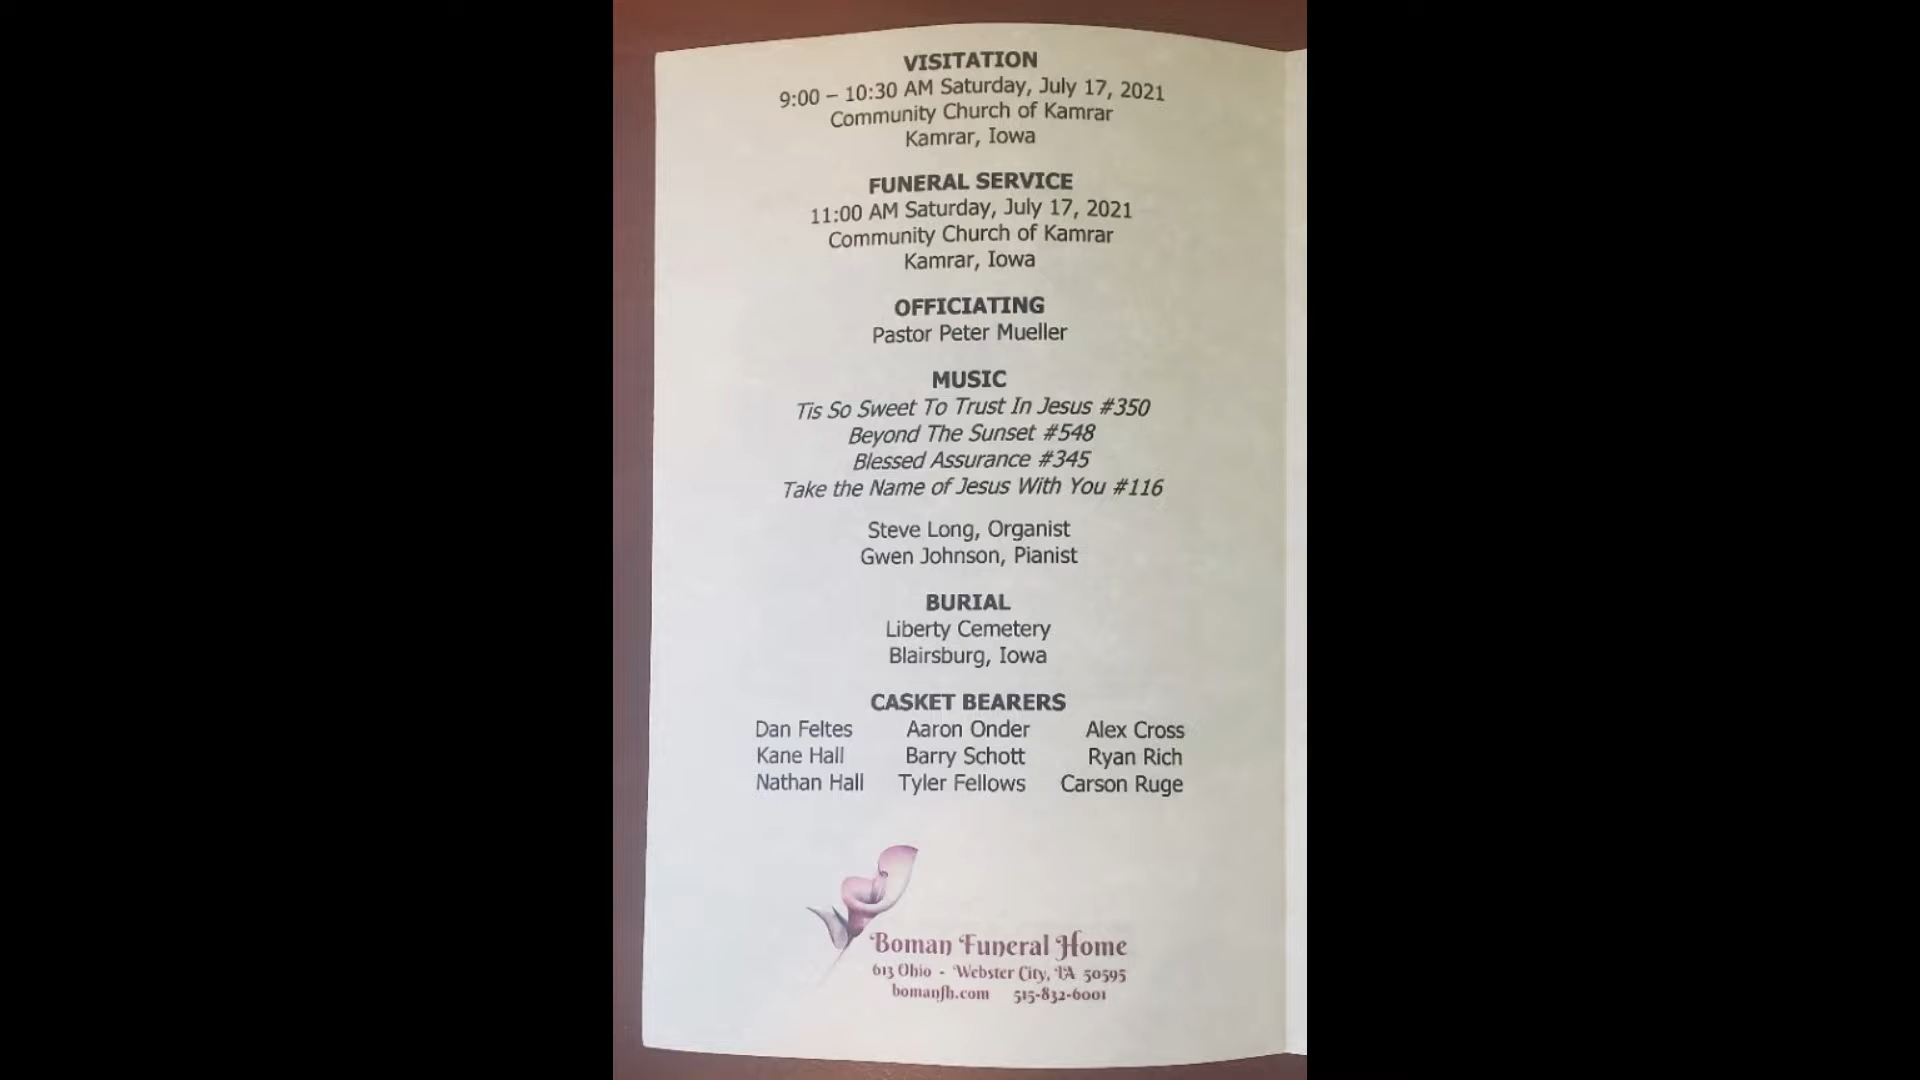 VISITATION
9:00 – 10:30 AM Saturday, July 17, 2021
Community Church of Kamrar
Kamrar, Iowa
FUNERAL SERVICE
11:00 AM Saturday, July 17, 2021
Community Church of Kamrar
Kamrar, Iowa
OFFICIATING
Pastor Peter Mueller
MUSIC
Tis So Sweet To Trust In Jesus #350
Beyond The Sunset #548
Blessed Assurance #345
Take the Name of Jesus With You #116
Steve Long, Organist
Gwen Johnson, Pianist
BURIAL
Liberty Cemetery
Blairsburg, Iowa
CASKET BEARERS
Dan Feltes Aaron Onder Alex Cross
Kane Hall Barry Schott Ryan Rich
Nathan Hall Tyler Fellows Carson Ruge
Boman Funeral Home
613 Ohio - Webster City, IA 50595
bomanfh.com 515-832-6001